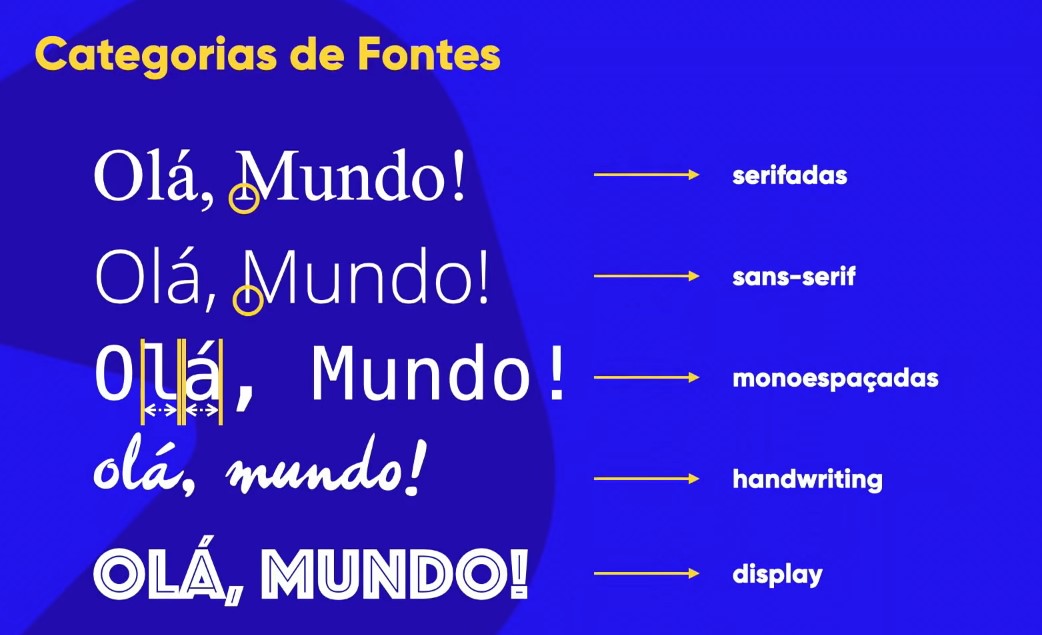 Categorias de Fontes
Olá, Mundo! serifadas
Olá, Mundo! sans-serif
Olá, Mundo! monoespaçadas
olá, mundo! handwriting
OLÁ, MUNDO! display